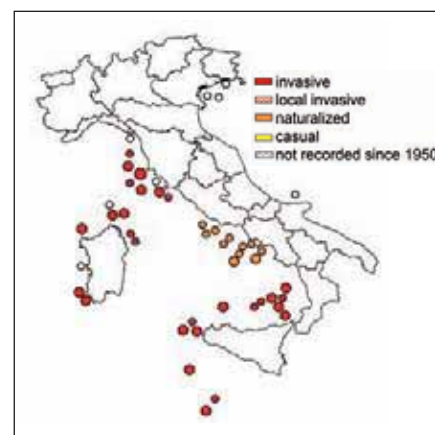 invasive
local invasive
naturalized
casual
not recorded since 1950